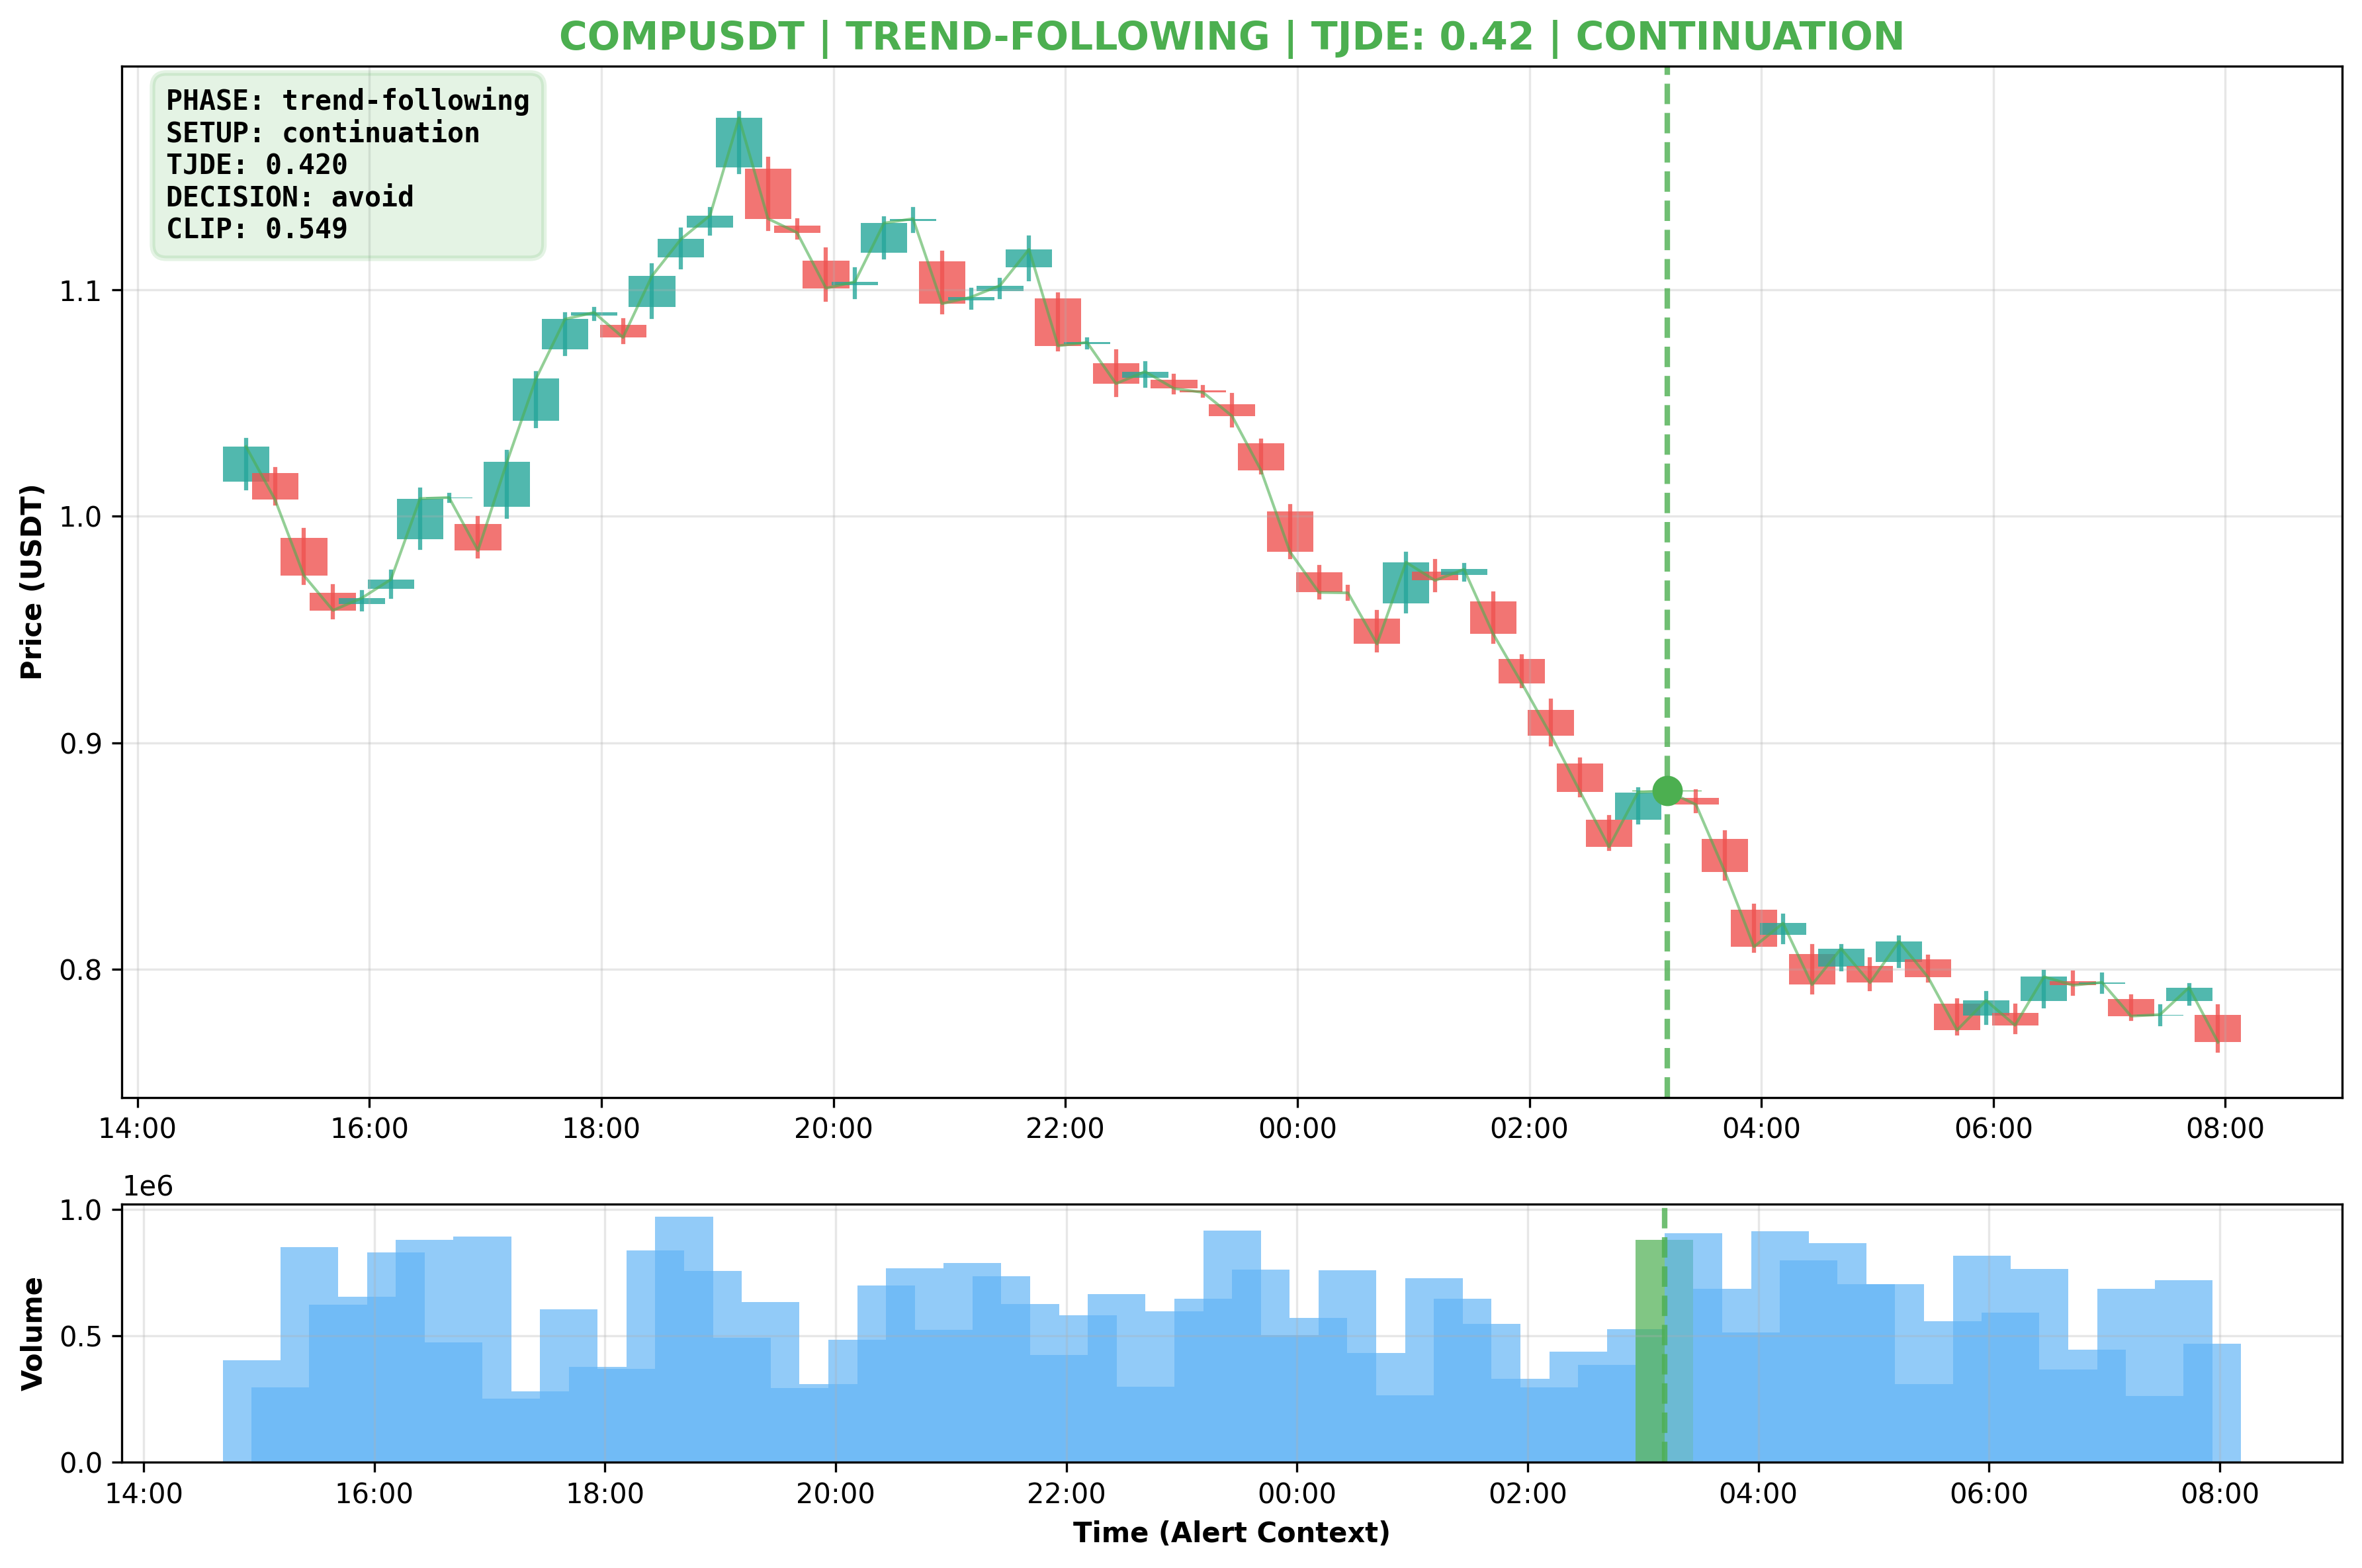 COMPUSDT | TREND-FOLLOWING | TJDE: 0.42 | CONTINUATION
PHASE: trend-following
SETUP: continuation
TJDE: 0.420
DECISION: avoid
CLIP: 0.549
Price (USDT)
1.1
1.0
0.9
0.8
14:00 16:00 18:00 20:00 22:00 00:00 02:00 04:00 06:00 08:00
1e6
Volume
1.0
0.5
0.0
14:00 16:00 18:00 20:00 22:00 00:00 02:00 04:00 06:00 08:00
Time (Alert Context)